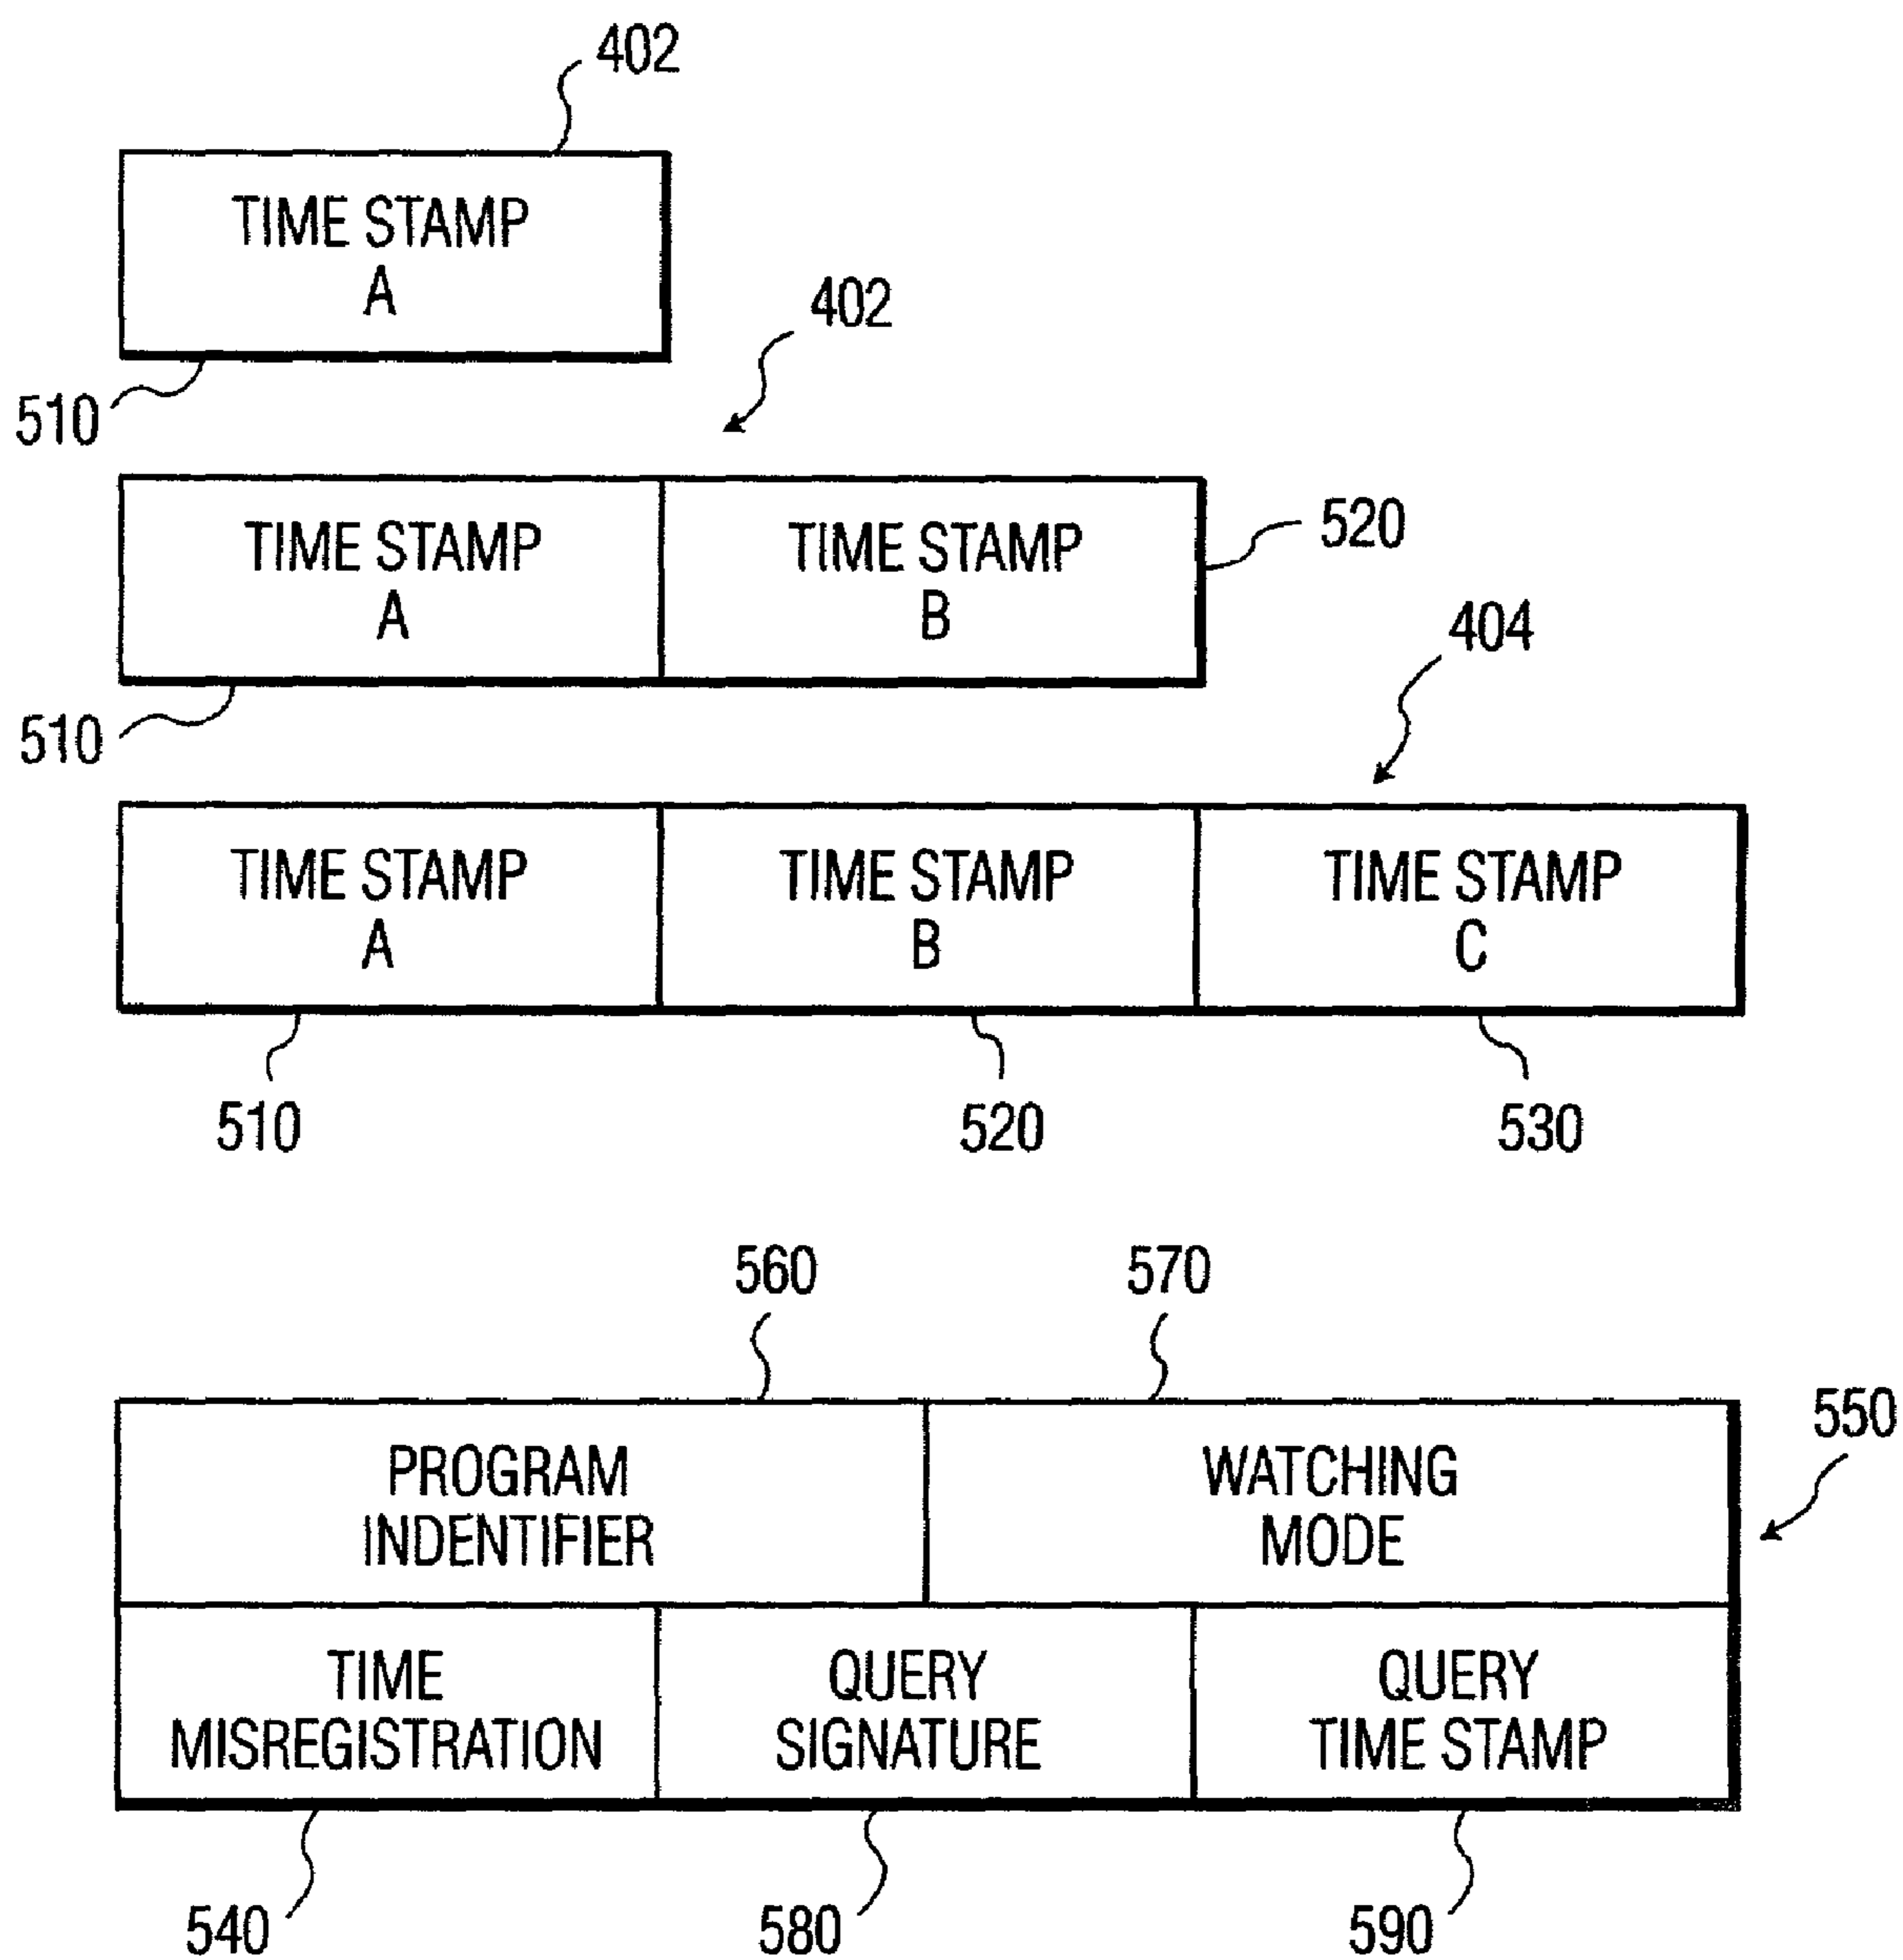 402
TIME STAMP
A
510
402
TIME STAMP
A
TIME STAMP
B
520
510
404
TIME STAMP
A
TIME STAMP
B
TIME STAMP
C
510
520
530
560
570
550
PROGRAM
INDENTIFIER
WATCHING
MODE
TIME
MISREGISTRATION
QUERY
SIGNATURE
QUERY
TIME STAMP
540
580
590